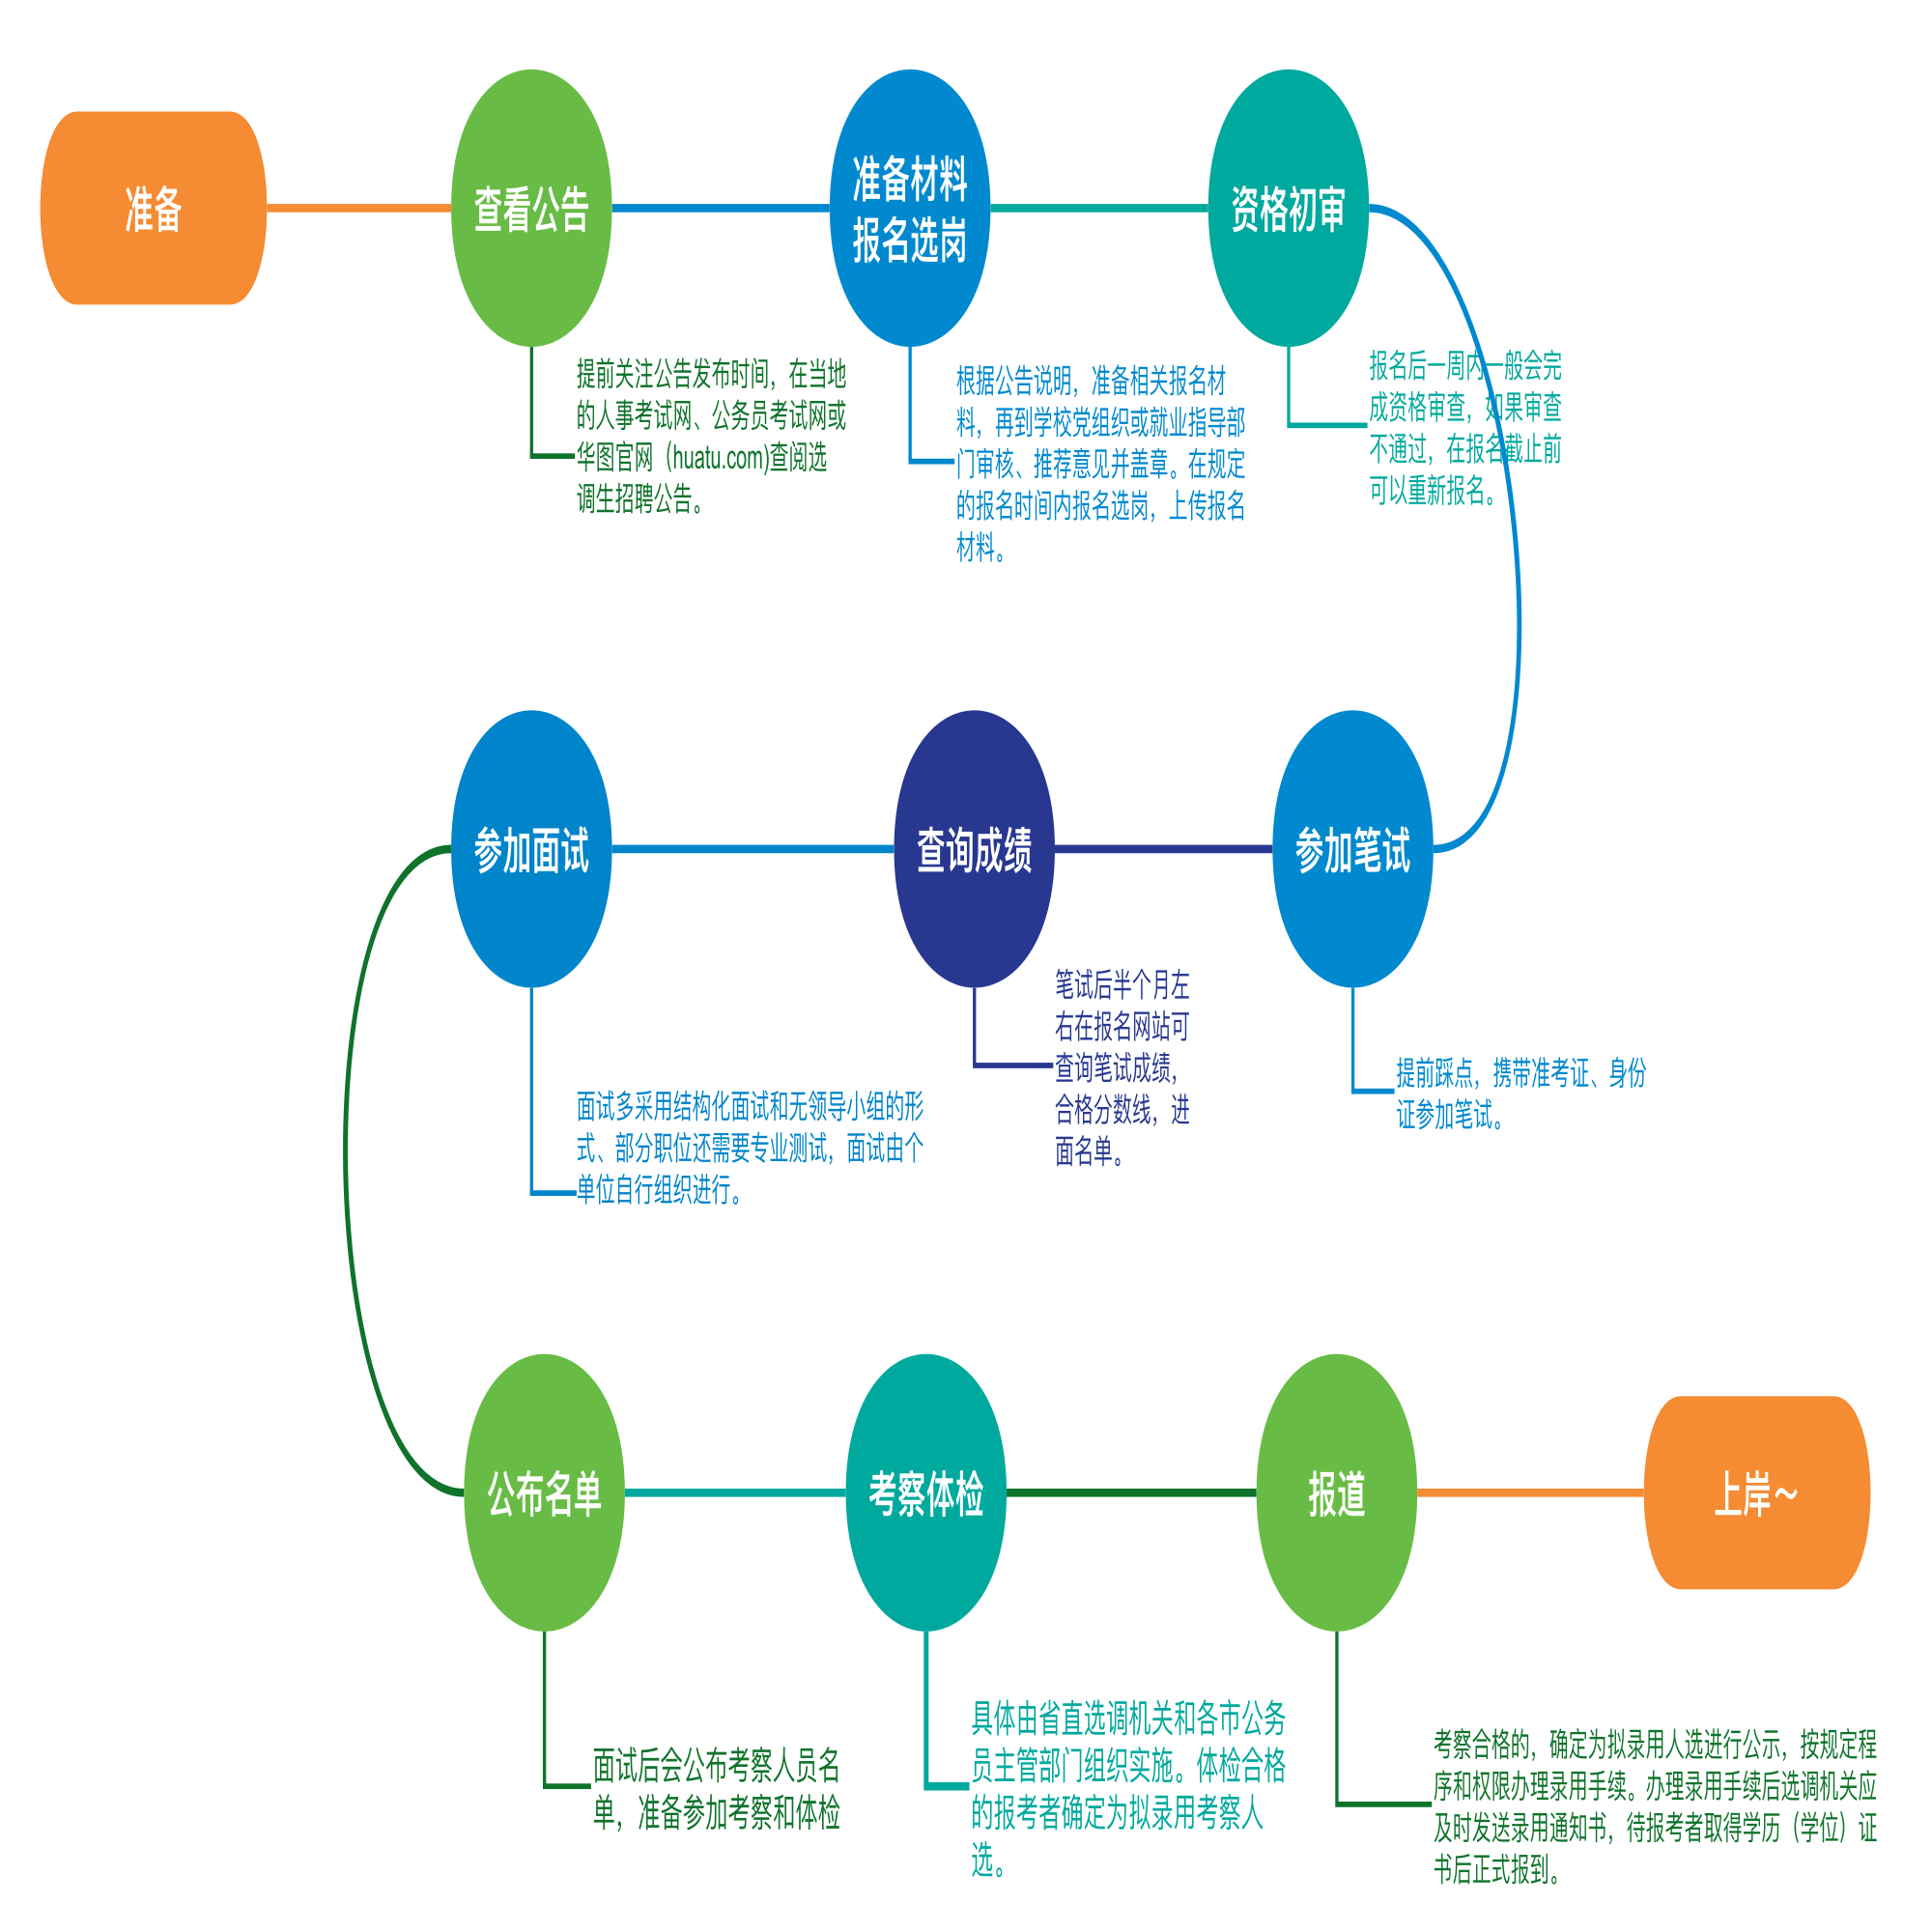 准备
查看公告
准备材料
报名选岗
资格初审
提前关注公告发布时间，在当地
的人事考试网、公务员考试网或
华图官网（huatu.com)查阅选
调生招聘公告。
根据公告说明，准备相关报名材
料，再到学校党组织或就业指导部
门审核、推荐意见并盖章。在规定
的报名时间内报名选岗，上传报名
材料。
报名后一周内一般会完
成资格审查，如果审查
不通过，在报名截止前
可以重新报名。
参加面试
查询成绩
参加笔试
面试多采用结构化面试和无领导小组的形
式、部分职位还需要专业测试，面试由个
单位自行组织进行。
笔试后半个月左
右在报名网站可
查询笔试成绩，
合格分数线，进
面名单。
提前踩点，携带准考证、身份
证参加笔试。
公布名单
考察体检
报道
上岸~
面试后会公布考察人员名
单，准备参加考察和体检
具体由省直选调机关和各市公务
员主管部门组织实施。体检合格
的报考者确定为拟录用考察人
选。
考察合格的，确定为拟录用人选进行公示，按规定程
序和权限办理录用手续。办理录用手续后选调机关应
及时发送录用通知书，待报考者取得学历（学位）证
书后正式报到。